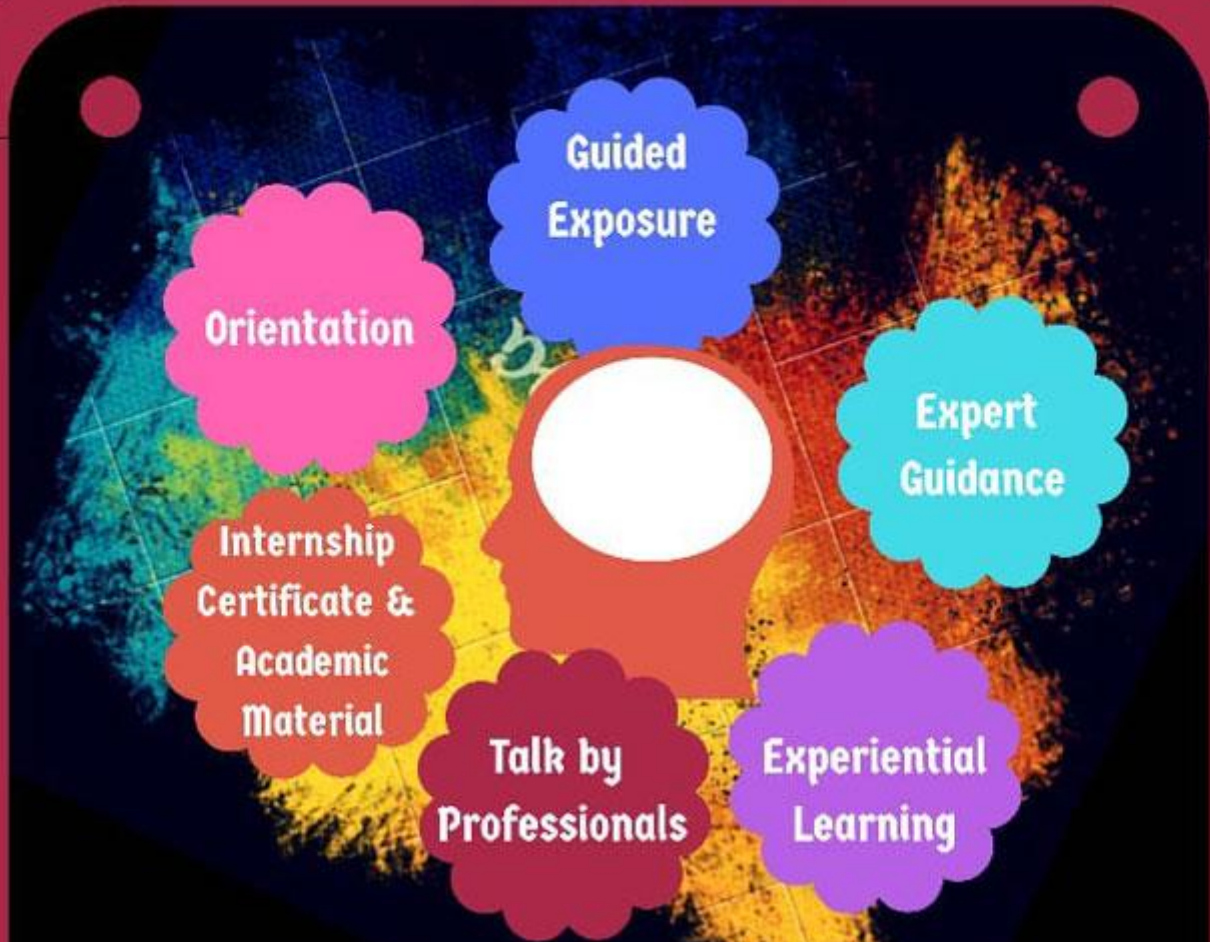 Guided
Exposure
Orientation
Expert
Guidance
Internship
Certificate &
Academic
Material
Talk by
Professionals
Experiential
Learning